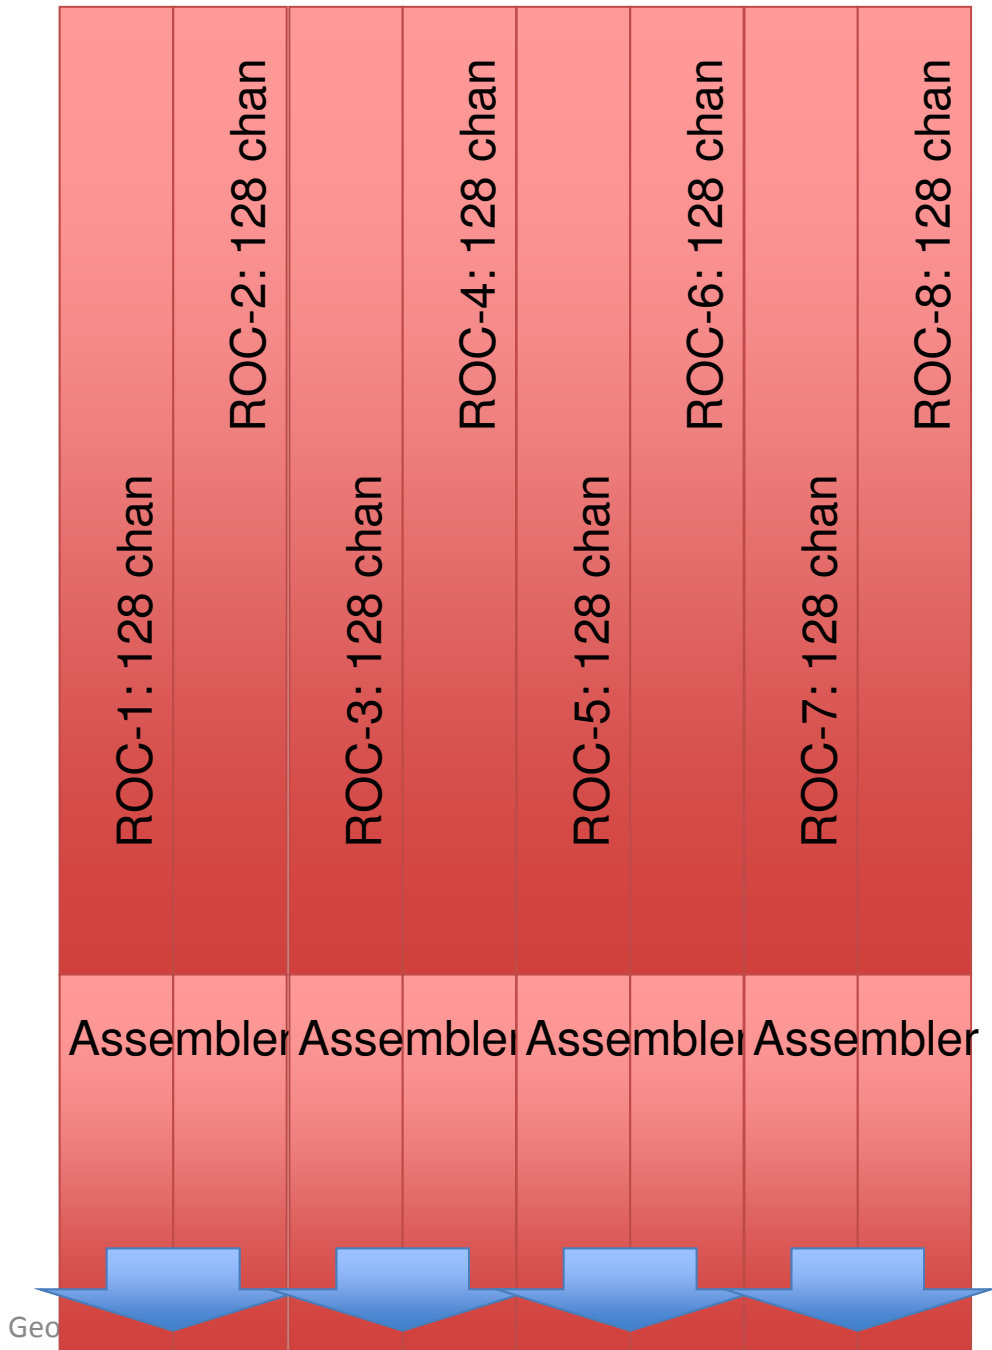 ROC-1: 128 chan
ROC-2: 128 chan
ROC-3: 128 chan
ROC-4: 128 chan
ROC-5: 128 chan
ROC-6: 128 chan
ROC-7: 128 chan
ROC-8: 128 chan
Assembler Assembler Assembler Assembler
Geo